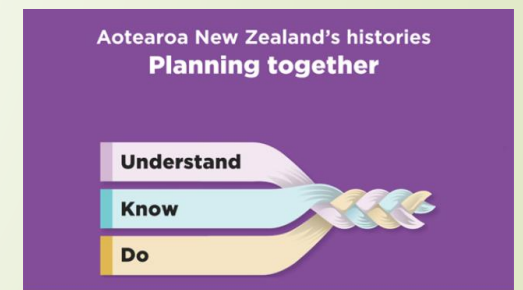 Aotearoa New Zealand’s histories
Planning together
Understand
Know
Do